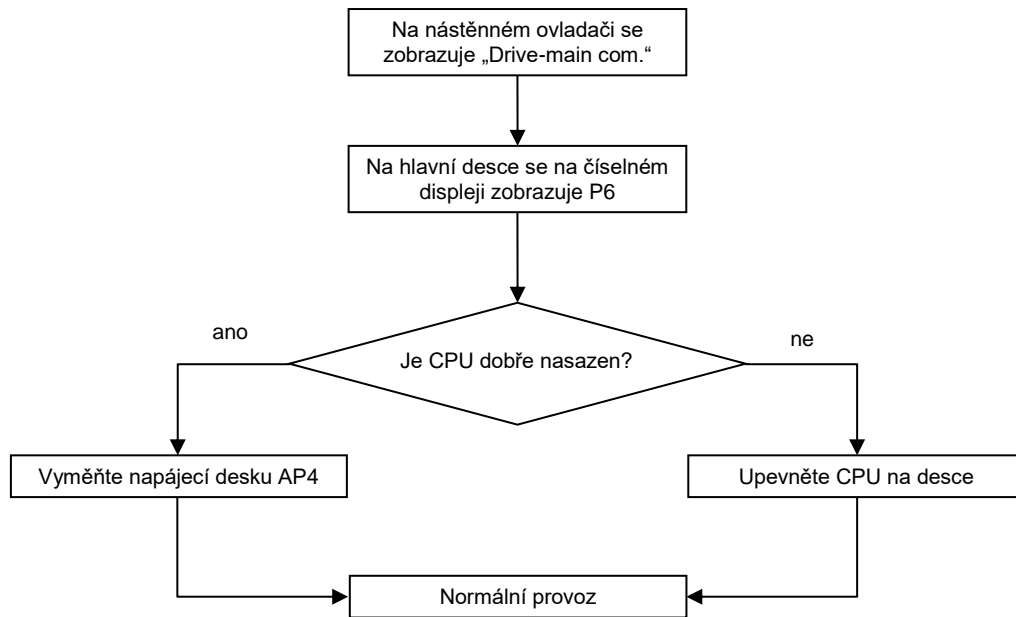 Na nástěnném ovladači se
zobrazuje „Drive-main com.“
Na hlavní desce se na číselném
displeji zobrazuje P6
ano
ne
Je CPU dobře nasazen?
Vyměňte napájecí desku AP4
Upevněte CPU na desce
Normální provoz